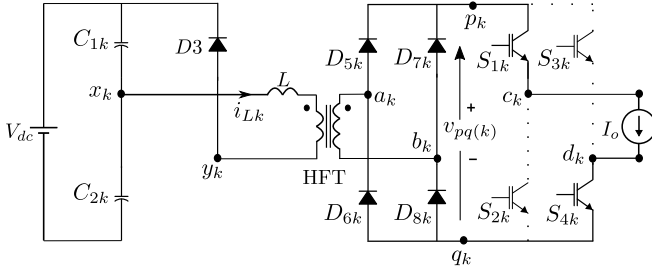 C1k
D3
D5k
D7k
pk
S1k
S3k
xk
L
iLk
ak
ck
Vdc
+
vpq(k)
−
Io
yk
HFT
bk
dk
C2k
D6k
D8k
S2k
S4k
qk